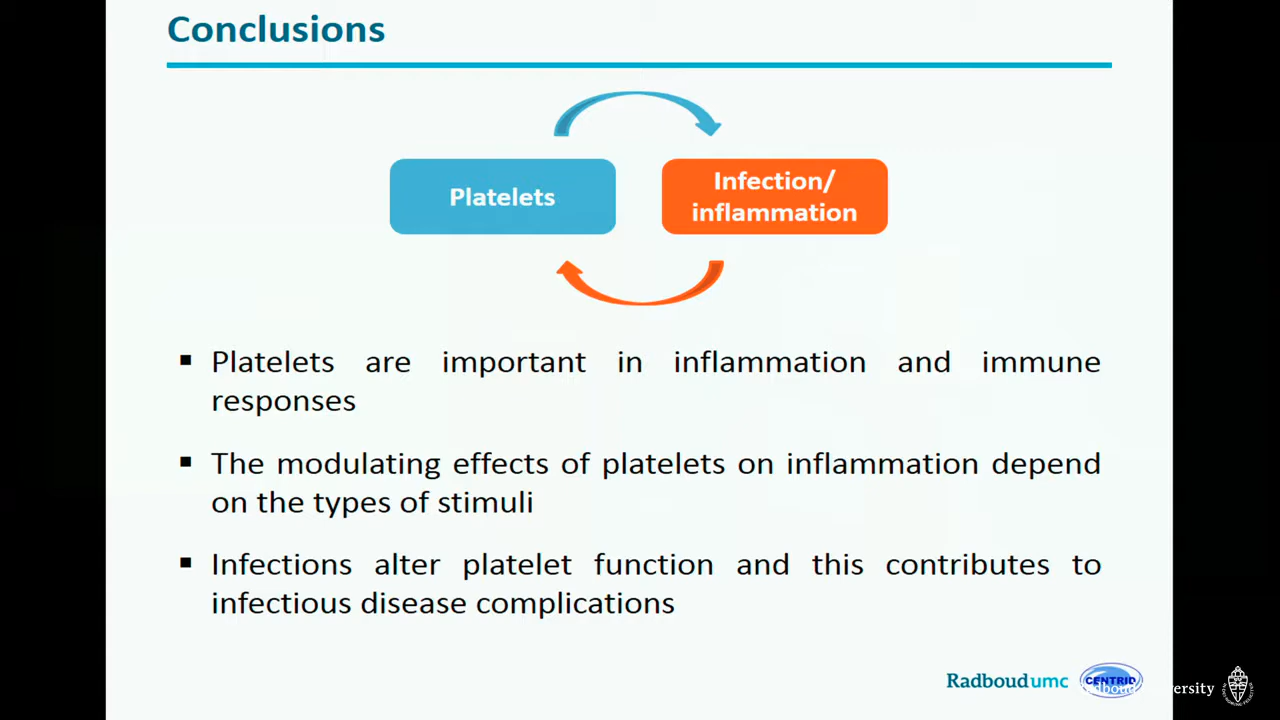 Conclusions
Platelets
Infection/
inflammation
▪ Platelets are important in inflammation and immune
responses
▪ The modulating effects of platelets on inflammation depend
on the types of stimuli
▪ Infections alter platelet function and this contributes to
infectious disease complications
Radboudumc
CENTRID
Radboud University